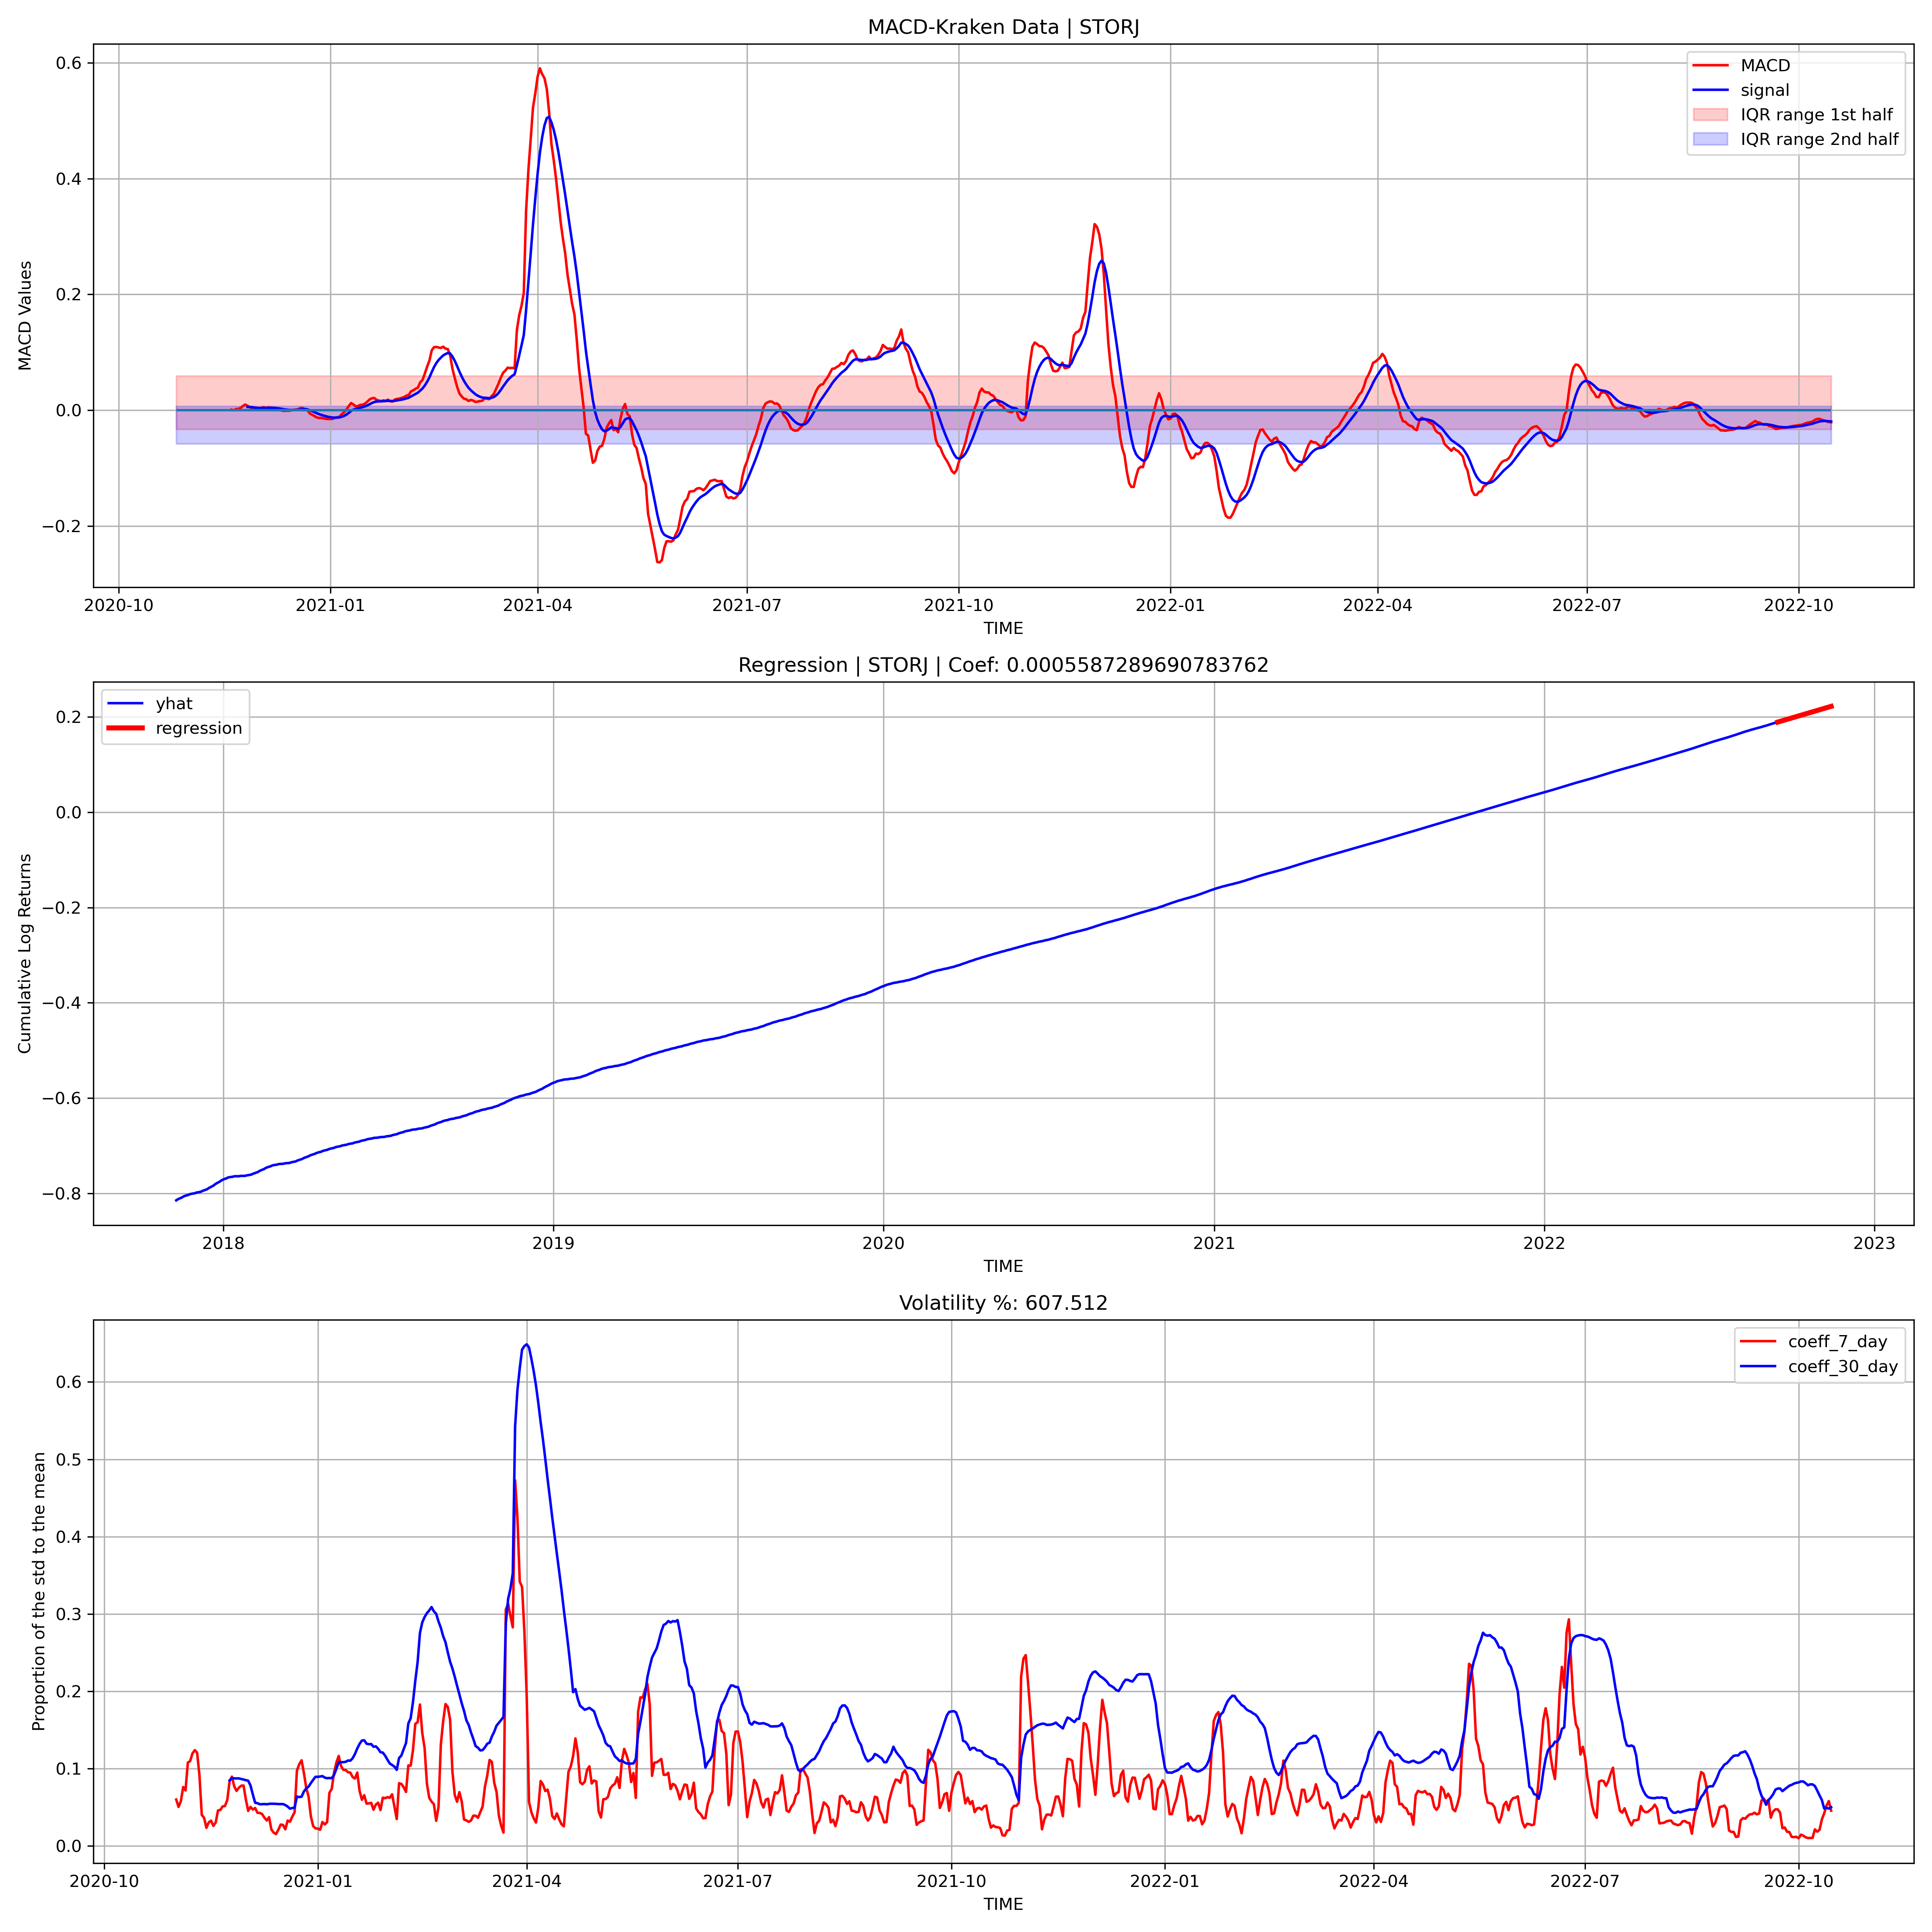 MACD-Kraken Data | STORJ
MACD Values
0.6
0.4
0.2
0.0
−0.2
MACD
signal
IQR range 1st half
IQR range 2nd half
2020-10 2021-01 2021-04 2021-07 2021-10 2022-01 2022-04 2022-07 2022-10
TIME
Regression | STORJ | Coef: 0.0005587289690783762
Cumulative Log Returns
0.2
0.0
−0.2
−0.4
−0.6
−0.8
yhat
regression
2018 2019 2020 2021 2022 2023
TIME
Volatility %: 607.512
Proportion of the std to the mean
0.6
0.5
0.4
0.3
0.2
0.1
0.0
coeff_7_day
coeff_30_day
2020-10 2021-01 2021-04 2021-07 2021-10 2022-01 2022-04 2022-07 2022-10
TIME